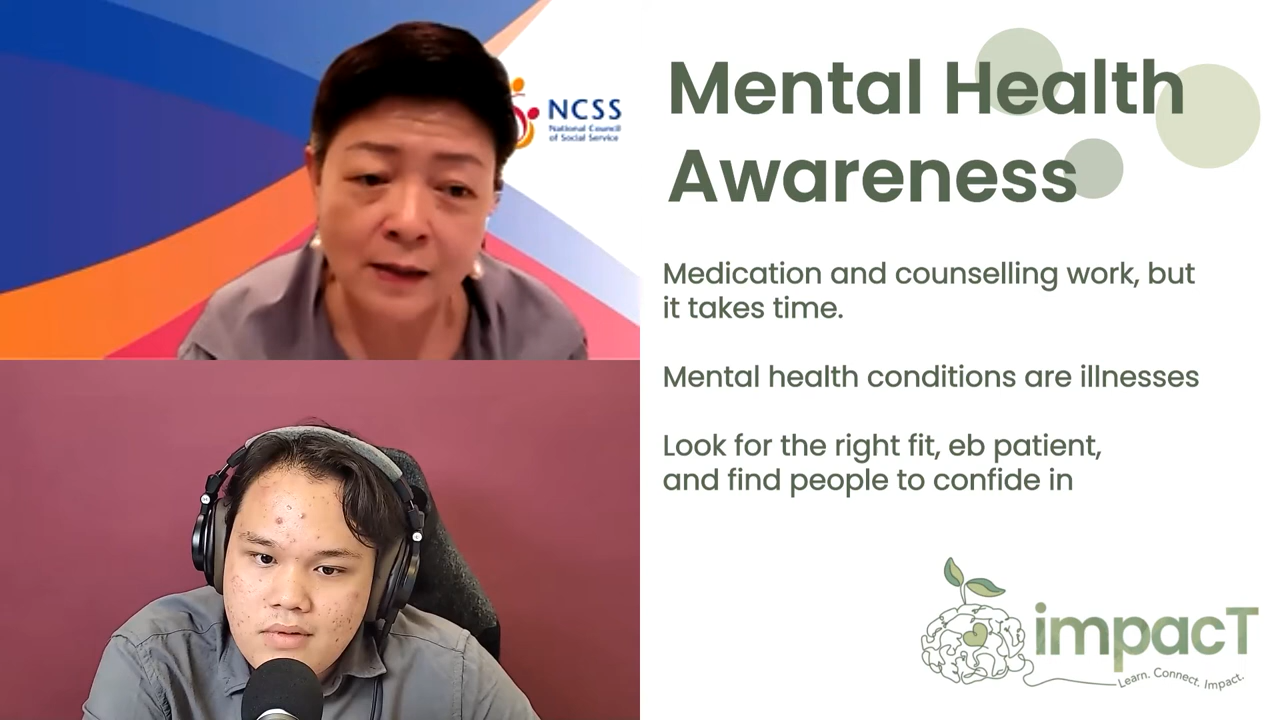 NCSS
National Council
of Social Service
Mental Health
Awareness
Medication and counselling work, but
it takes time.
Mental health conditions are illnesses
Look for the right fit, eb patient,
and find people to confide in
impacT
Learn. Connect. Impact.